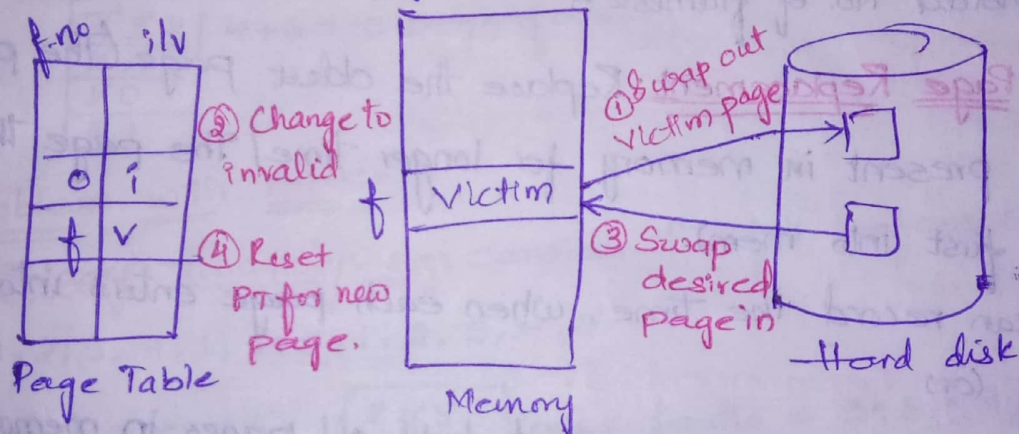 f.no i/v
② Change to
invalid
0 i
f v
④ Reset
PT for new
page.
Page Table
f
Victim
Memory
① Swap out
victim page
③ Swap
desired
page in
Hard disk